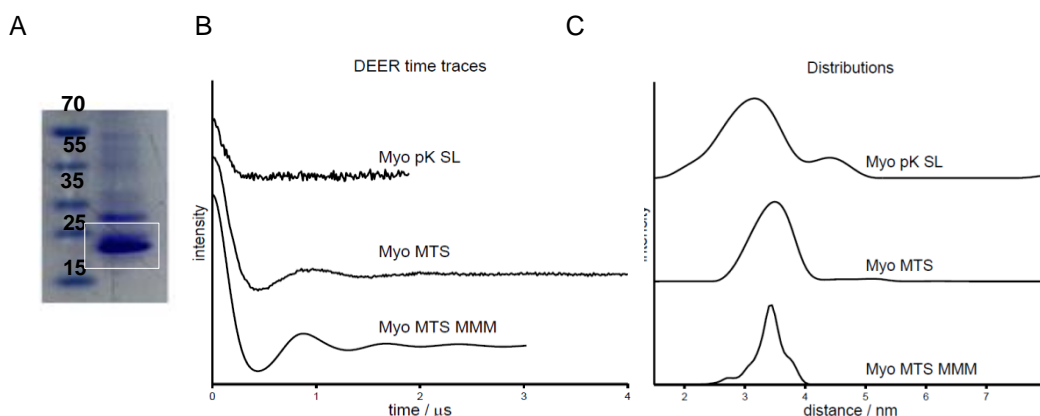 A
70
55
35
25
15
B
DEER time traces
intensity
Myo pK SL
Myo MTS
Myo MTS MMM
0 1 2 3 4
time / µs
C
Distributions
Myo pK SL
Myo MTS
Myo MTS MMM
2 3 4 5 6 7
distance / nm